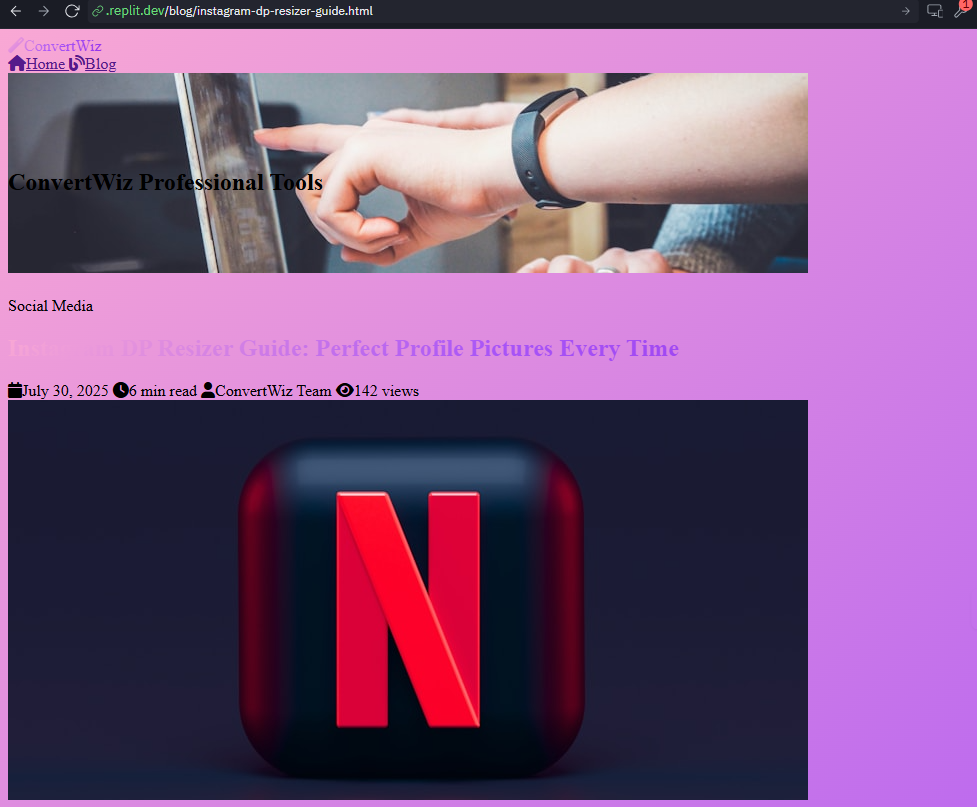 .replit.dev/blog/instagram-dp-resizer-guide.html
1
ConvertWiz
Home Blog
ConvertWiz Professional Tools
Social Media
Instagram DP Resizer Guide: Perfect Profile Pictures Every Time
July 30, 2025 6 min read ConvertWiz Team 142 views
N